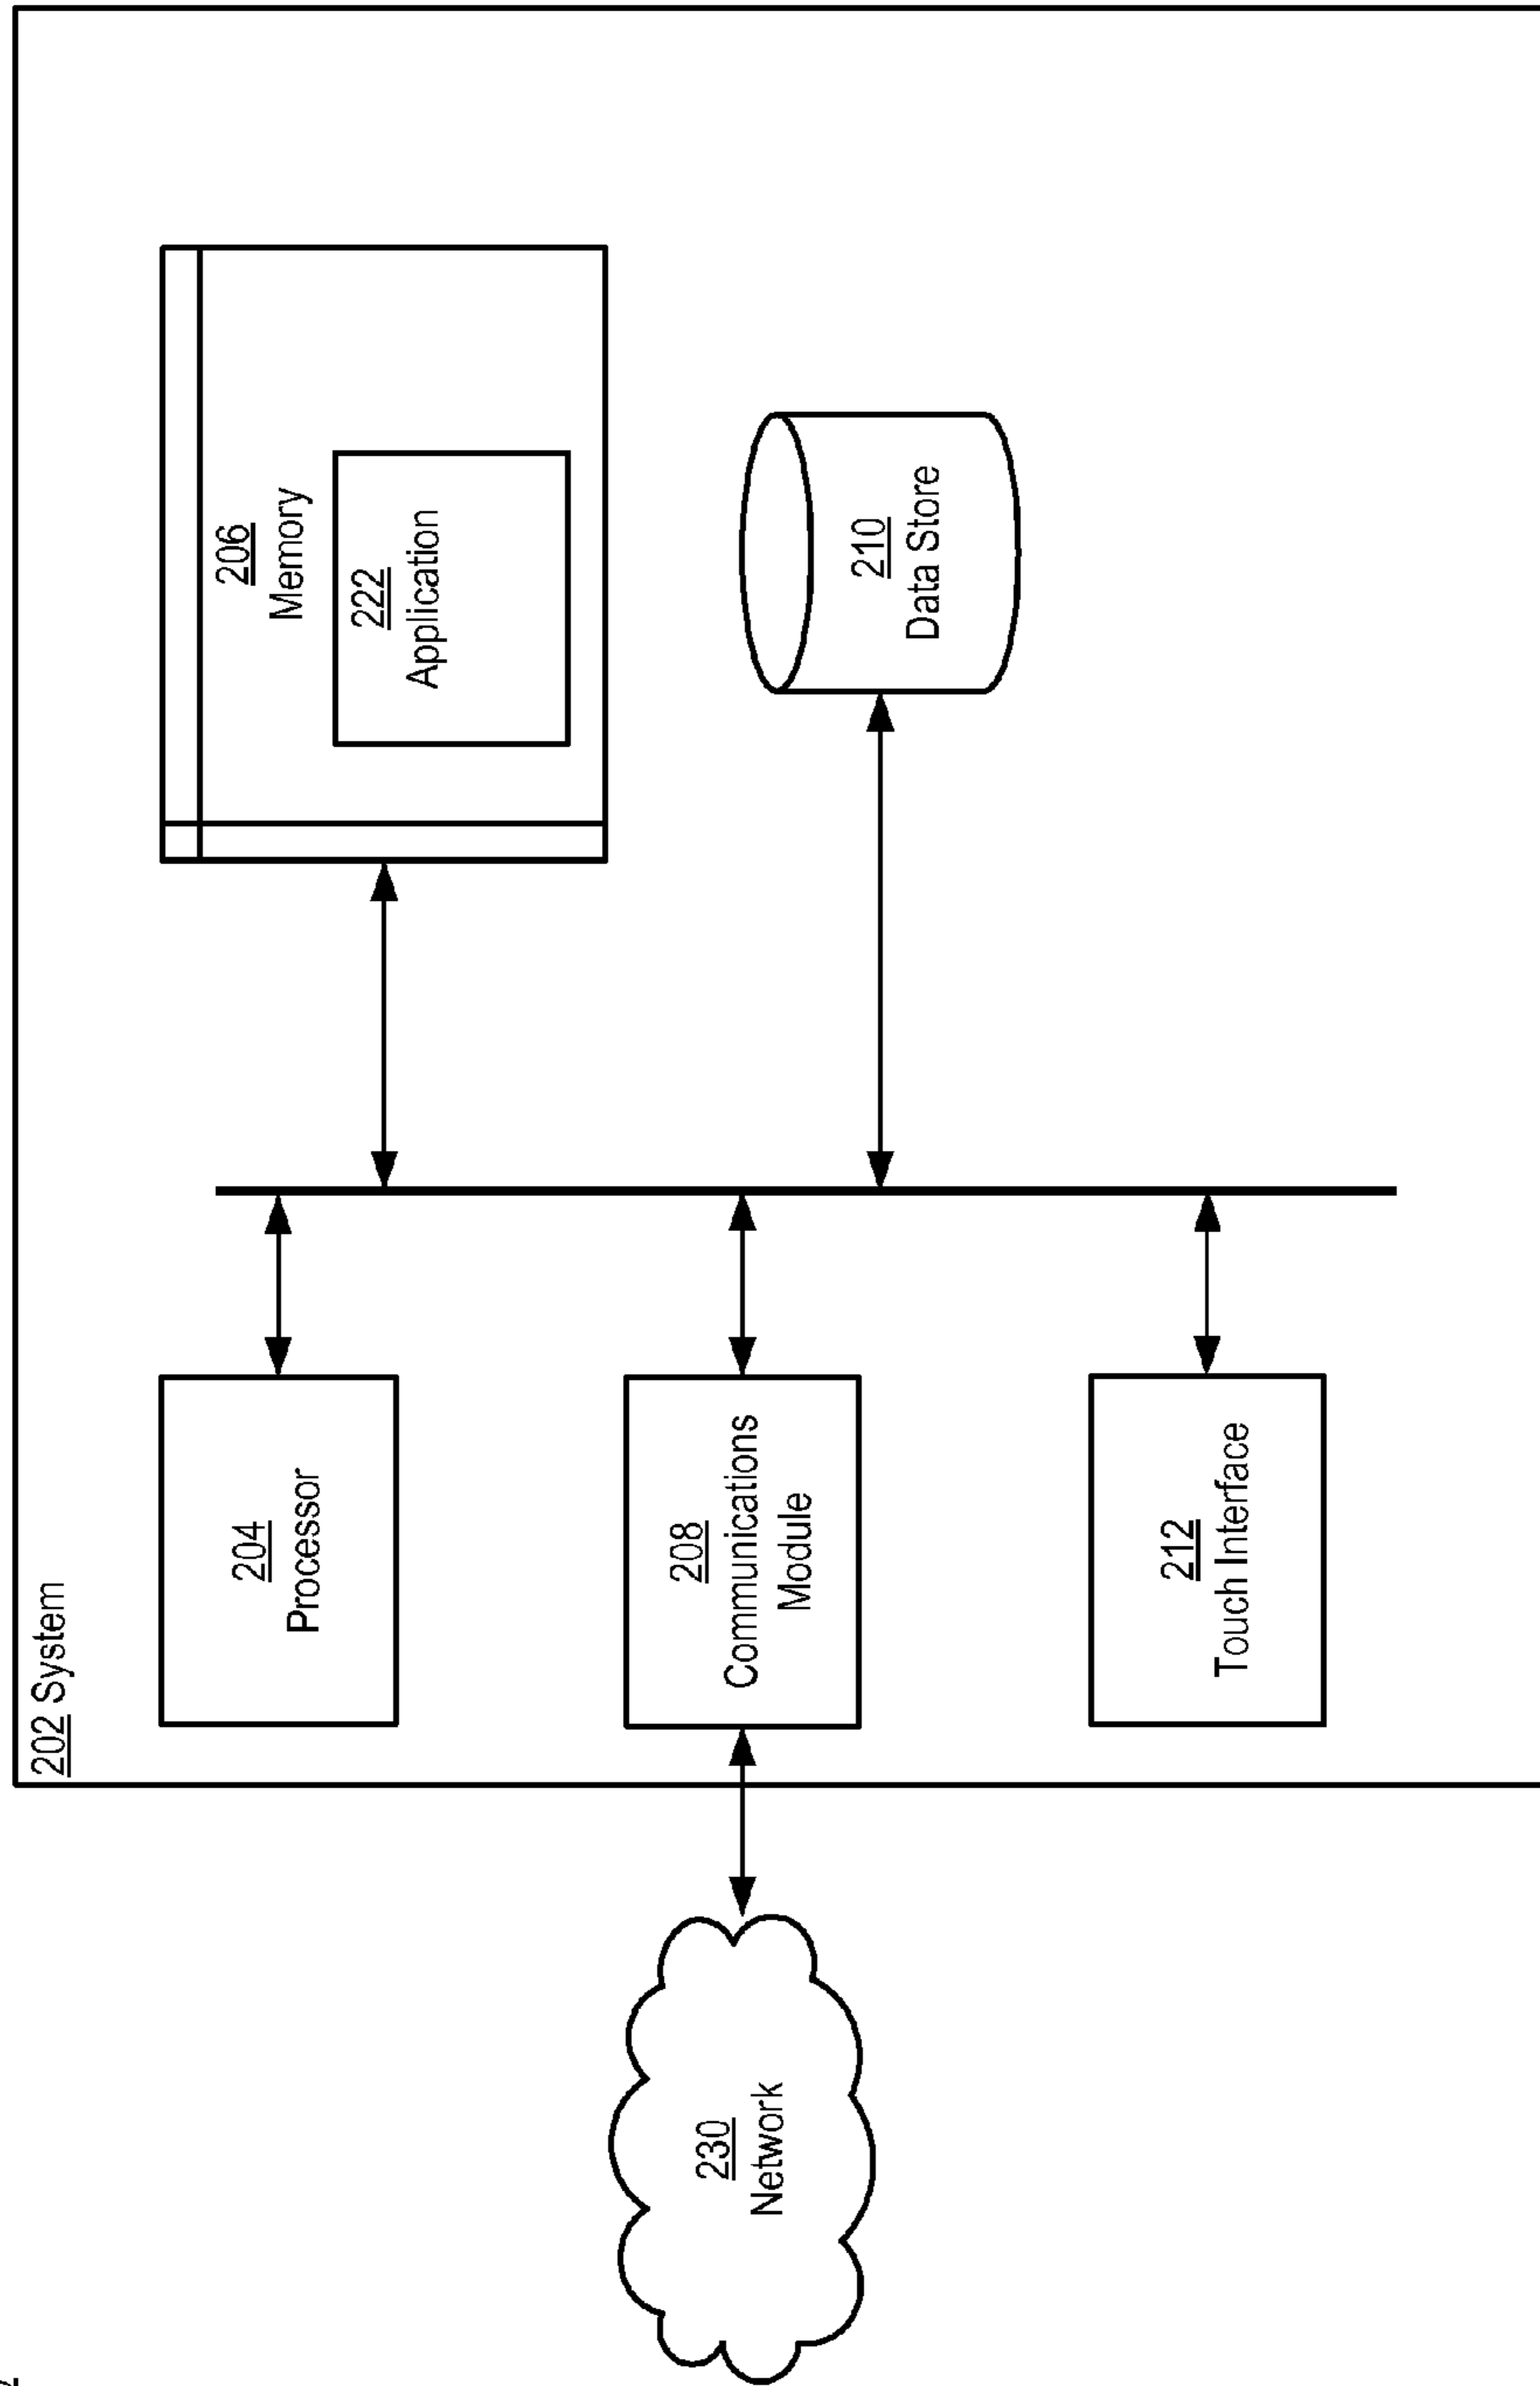 202 System
204
Processor
206
Memory
222
Application
208
Communications
Module
210
Data Store
212
Touch Interface
230
Network